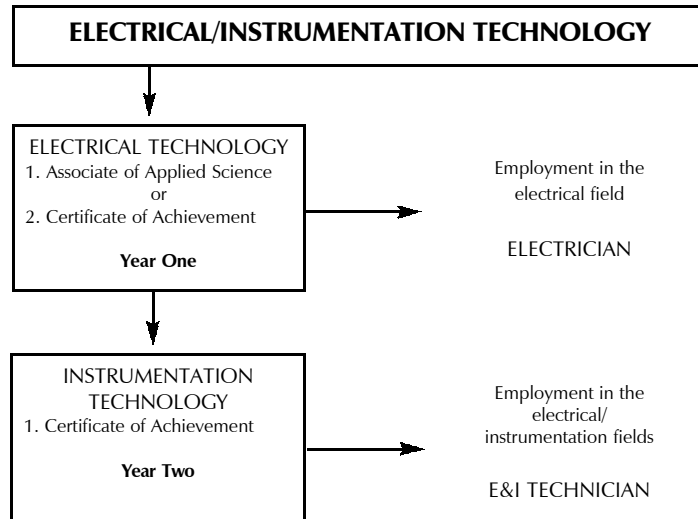 ELECTRICAL/INSTRUMENTATION TECHNOLOGY
ELECTRICAL TECHNOLOGY
1. Associate of Applied Science
or
2. Certificate of Achievement
Year One
Employment in the
electrical field
ELECTRICIAN
INSTRUMENTATION
TECHNOLOGY
1. Certificate of Achievement
Year Two
Employment in the
electrical/
instrumentation fields
E&I TECHNICIAN